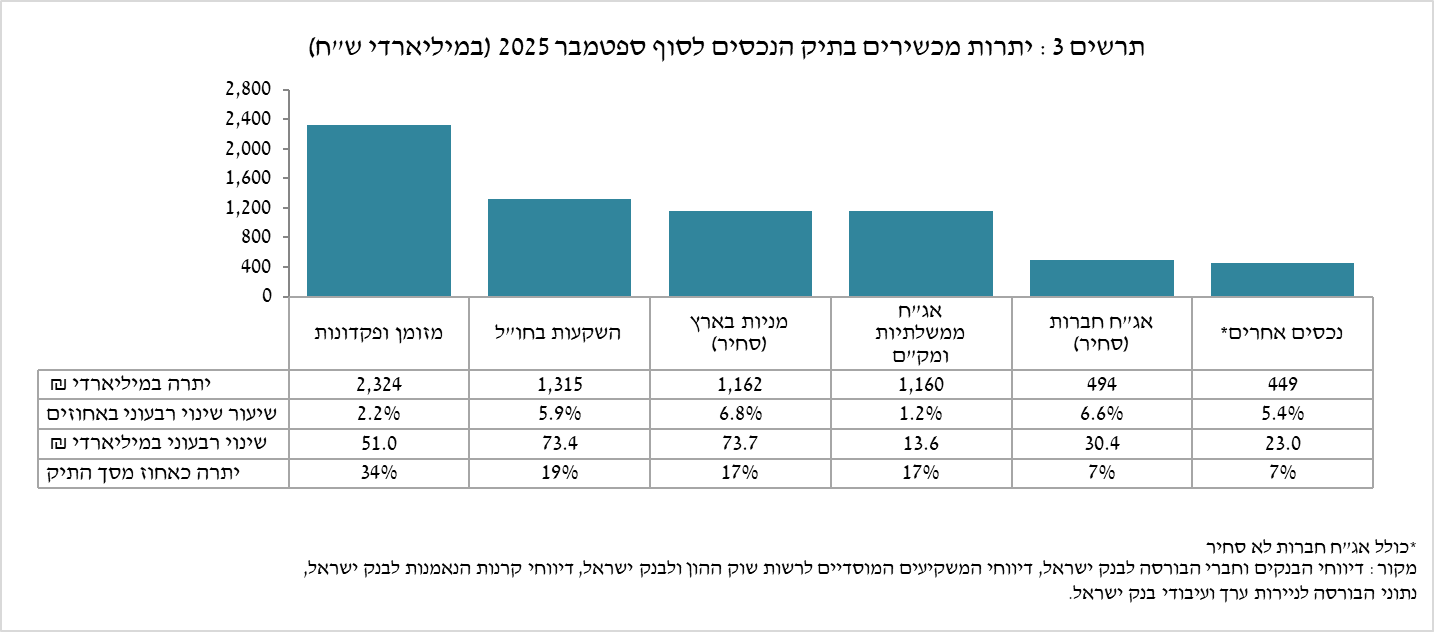 תרשים 3 : יתרות מכשירים בתיק הנכסים לסוף ספטמבר 2025 (במיליארדי ש"ח)
2,800
2,400
2,000
1,600
1,200
800
400
0
מזומן ופקדונות
השקעות בחו"ל
מניות בארץ
(סחיר)
אג"ח
ממשלתיות
ומק"ם
אג"ח חברות
(סחיר)
נכסים אחרים*
יתרה במיליארדי ₪ 2,324 1,315 1,162 1,160 494 449
שיעור שינוי רבעוני באחוזים 2.2% 5.9% 6.8% 1.2% 6.6% 5.4%
שינוי רבעוני במיליארדי ₪ 51.0 73.4 73.7 13.6 30.4 23.0
יתרה כאחוז מסך התיק 34% 19% 17% 17% 7% 7%
*כולל אג"ח חברות לא סחיר
מקור : דיווחי הבנקים וחברי הבורסה לבנק ישראל, דיווחי המשקיעים המוסדיים לרשות שוק ההון ולבנק ישראל, דיווחי קרנות הנאמנות לבנק ישראל,
נתוני הבורסה לניירות ערך ועיבודי בנק ישראל.